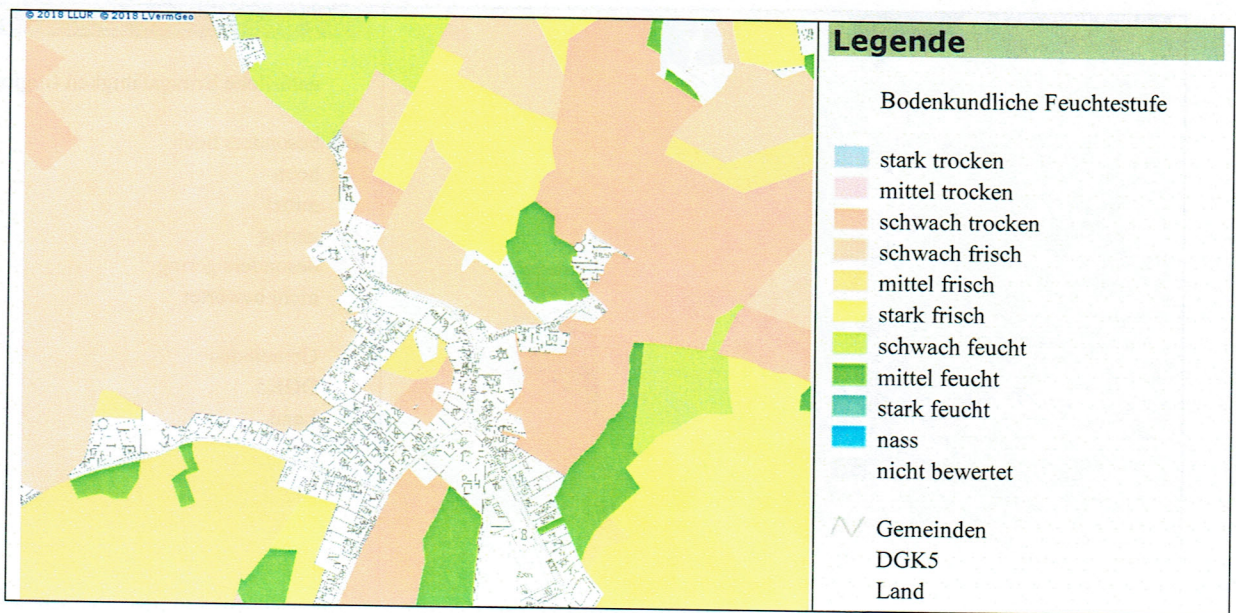 © 2018 LLUR © 2018 LVermGeo
Legende
Bodenkundliche Feuchtestufe
stark trocken
mittel trocken
schwach trocken
schwach frisch
mittel frisch
stark frisch
schwach feucht
mittel feucht
stark feucht
nass
nicht bewertet
Gemeinden
DGK5
Land